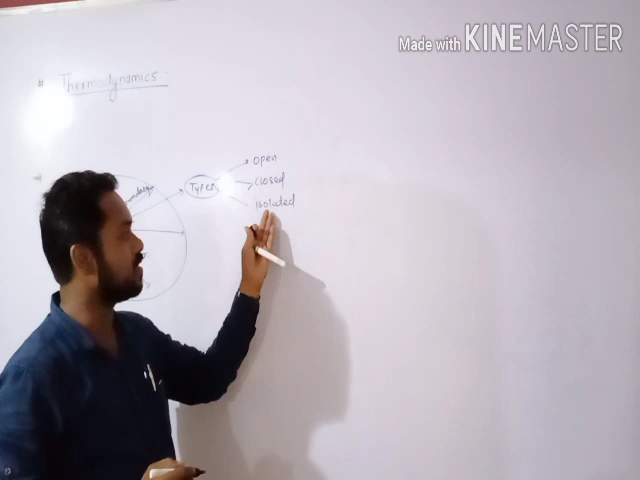 Made with KINEMASTER
# Thermodynamics :
Open
Types
Closed
isolated